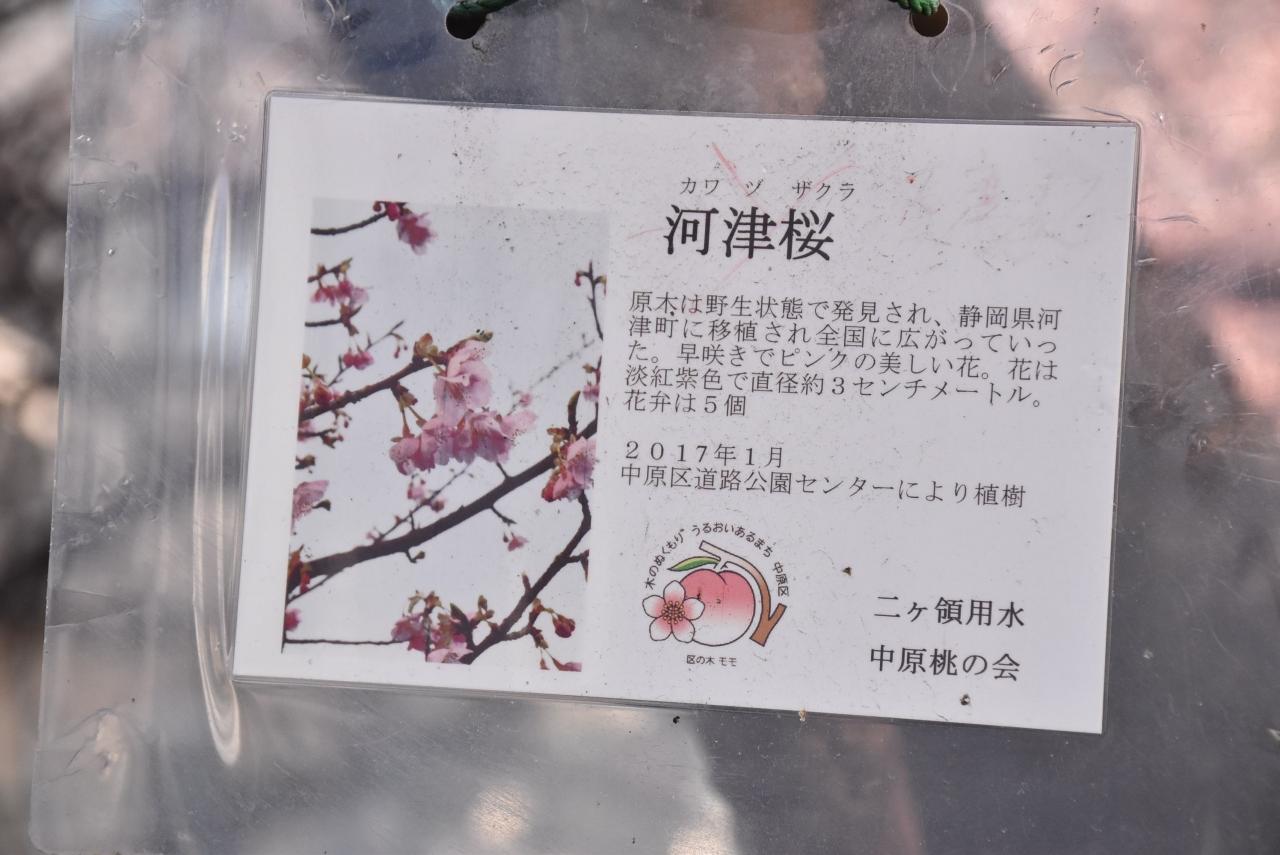 カワ ヅ ザクラ
河津桜
原木は野生状態で発見され、静岡県河
津町に移植され全国に広がっていっ
た。早咲きでピンクの美しい花。花は
淡紅紫色で直径約３センチメートル。
花弁は５個
２０１７年１月
中原区道路公園センターにより植樹
木のぬくもり" うるおいあるまち 中原区
区の木 モモ
二ヶ領用水
中原桃の会